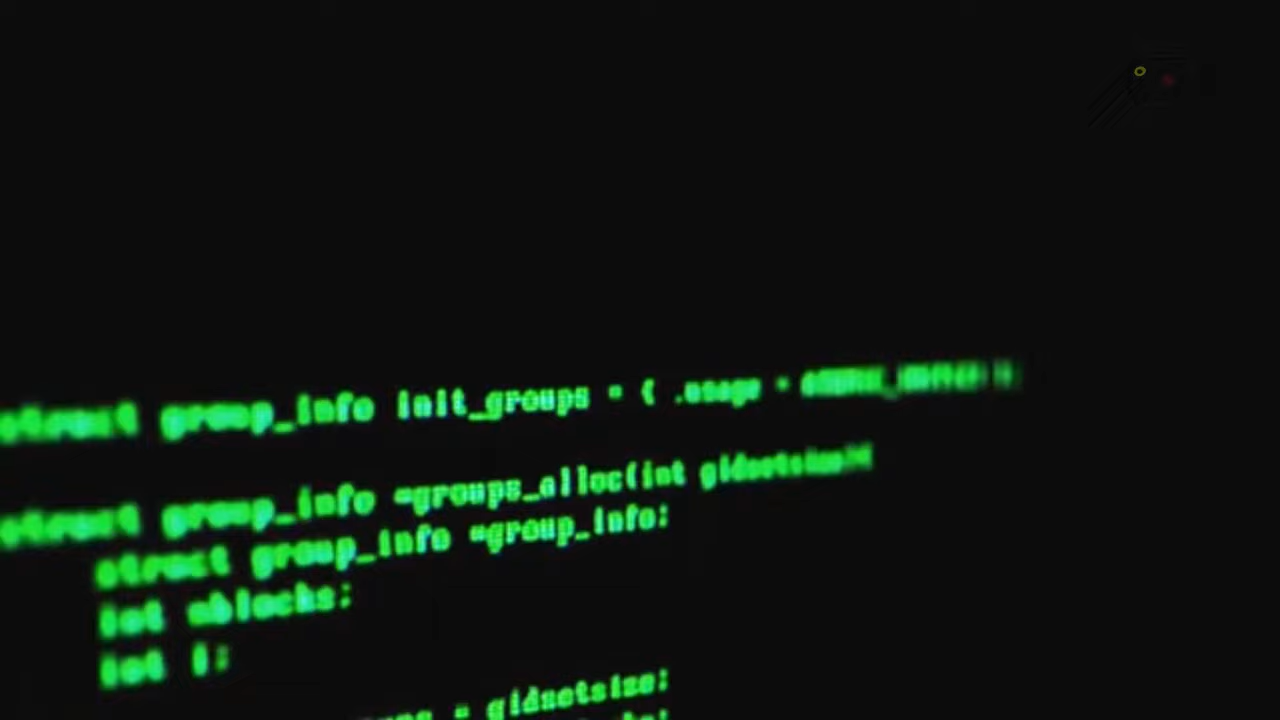 struct group_info init_groups = { .usage =
struct group_info *groups_alloc(int gidsetsize){
struct group_info *group_info;
int nblocks;
int i;
= gidsetsize;